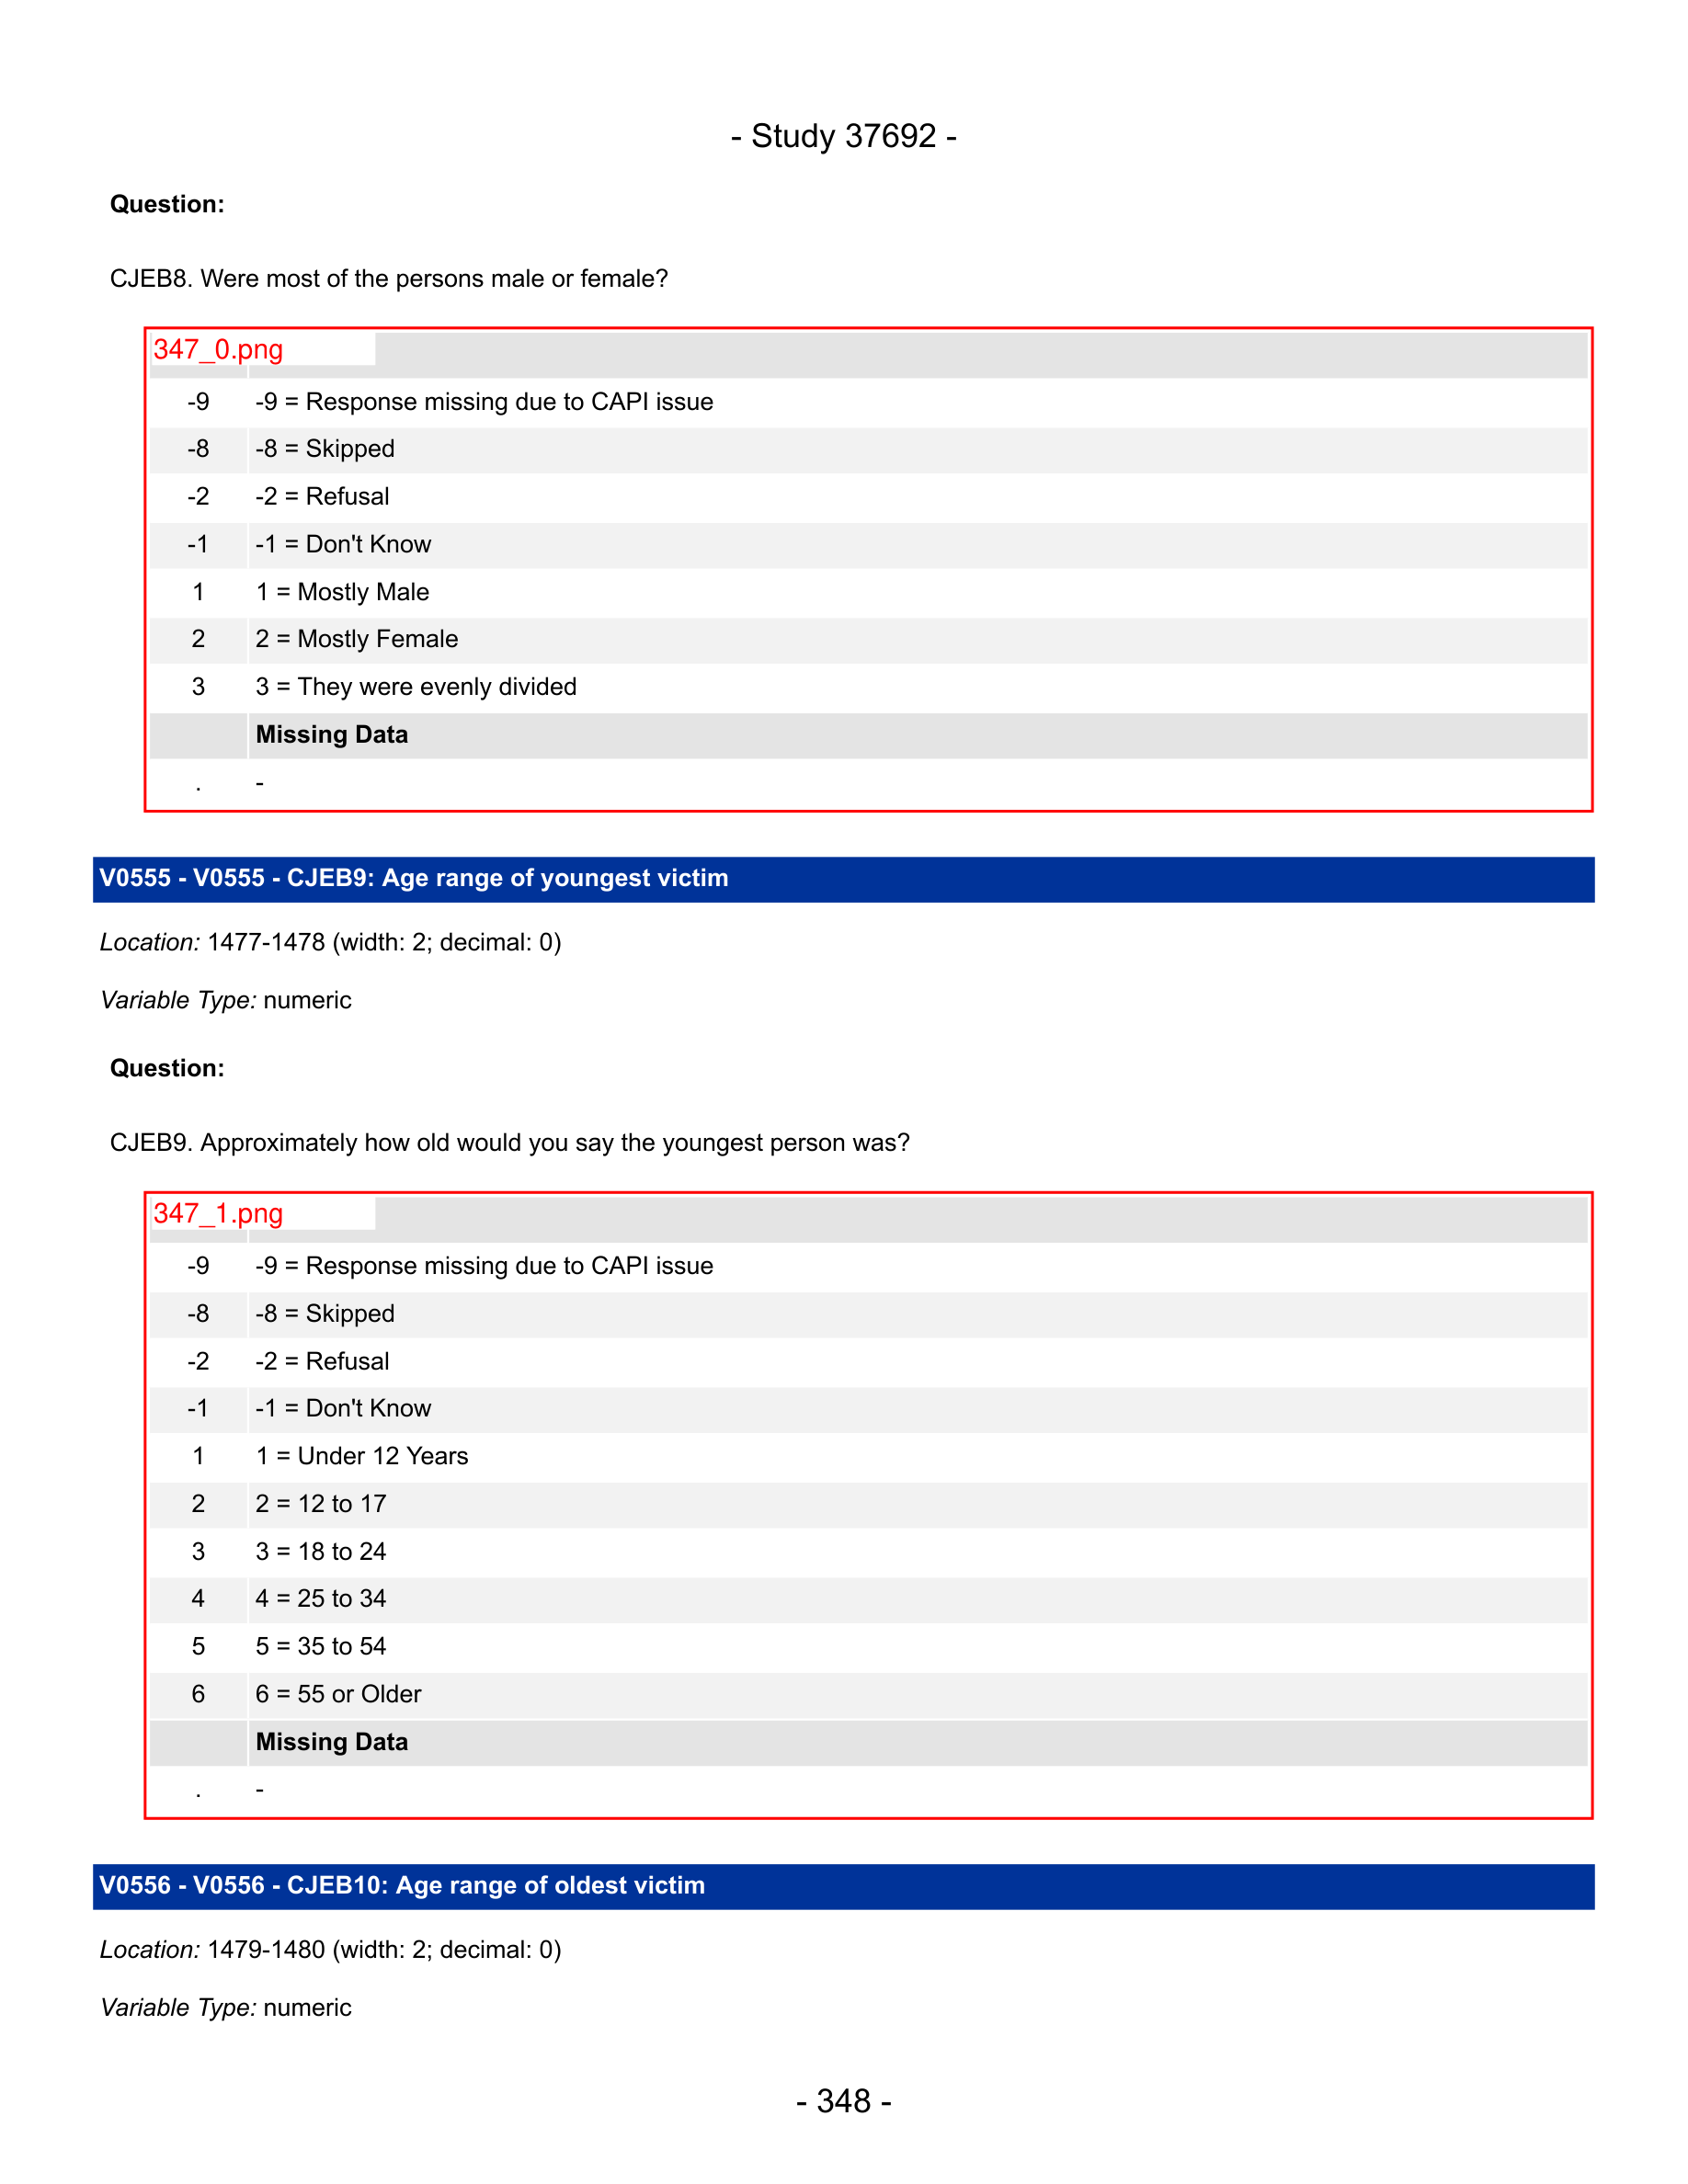 - Study 37692 -
Question:
CJEB8. Were most of the persons male or female?
347_0.png
-9 -9 = Response missing due to CAPI issue
-8 -8 = Skipped
-2 -2 = Refusal
-1 -1 = Don't Know
1 1 = Mostly Male
2 2 = Mostly Female
3 3 = They were evenly divided
Missing Data
. -
V0555 - V0555 - CJEB9: Age range of youngest victim
Location: 1477-1478 (width: 2; decimal: 0)
Variable Type: numeric
Question:
CJEB9. Approximately how old would you say the youngest person was?
347_1.png
-9 -9 = Response missing due to CAPI issue
-8 -8 = Skipped
-2 -2 = Refusal
-1 -1 = Don't Know
1 1 = Under 12 Years
2 2 = 12 to 17
3 3 = 18 to 24
4 4 = 25 to 34
5 5 = 35 to 54
6 6 = 55 or Older
Missing Data
. -
V0556 - V0556 - CJEB10: Age range of oldest victim
Location: 1479-1480 (width: 2; decimal: 0)
Variable Type: numeric
- 348 -